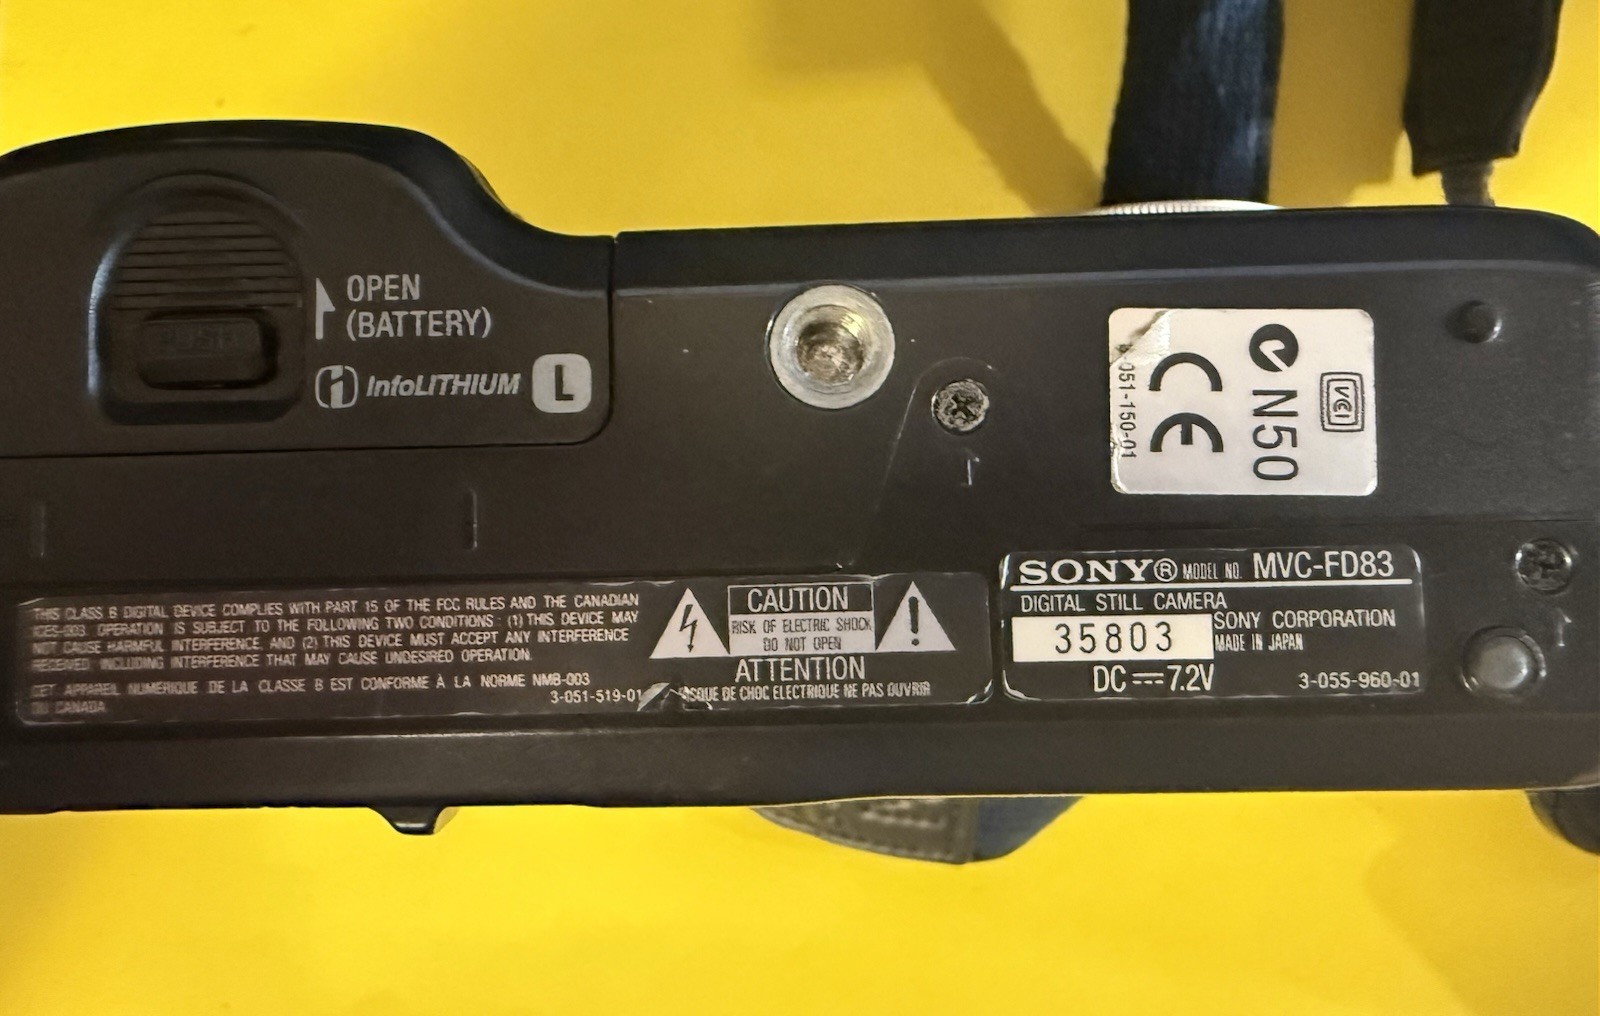 OPEN
(BATTERY)
InfoLITHIUM L
PUSH
4-051-150-01
CE
N50
VCI
THIS CLASS B DIGITAL DEVICE COMPLIES WITH PART 15 OF THE FCC RULES AND THE CANADIAN
ICES-003. OPERATION IS SUBJECT TO THE FOLLOWING TWO CONDITIONS : (1) THIS DEVICE MAY
NOT CAUSE HARMFUL INTERFERENCE, AND (2) THIS DEVICE MUST ACCEPT ANY INTERFERENCE
RECEIVED, INCLUDING INTERFERENCE THAT MAY CAUSE UNDESIRED OPERATION.
CET APPAREIL NUMERIQUE DE LA CLASSE B EST CONFORME À LA NORME NMB-003
DU CANADA
3-051-519-01
CAUTION
RISK OF ELECTRIC SHOCK
DO NOT OPEN
ATTENTION
RISQUE DE CHOC ELECTRIQUE NE PAS OUVRIR
SONY® MODEL NO. MVC-FD83
DIGITAL STILL CAMERA
35803
SONY CORPORATION
MADE IN JAPAN
DC 7.2V
3-055-960-01